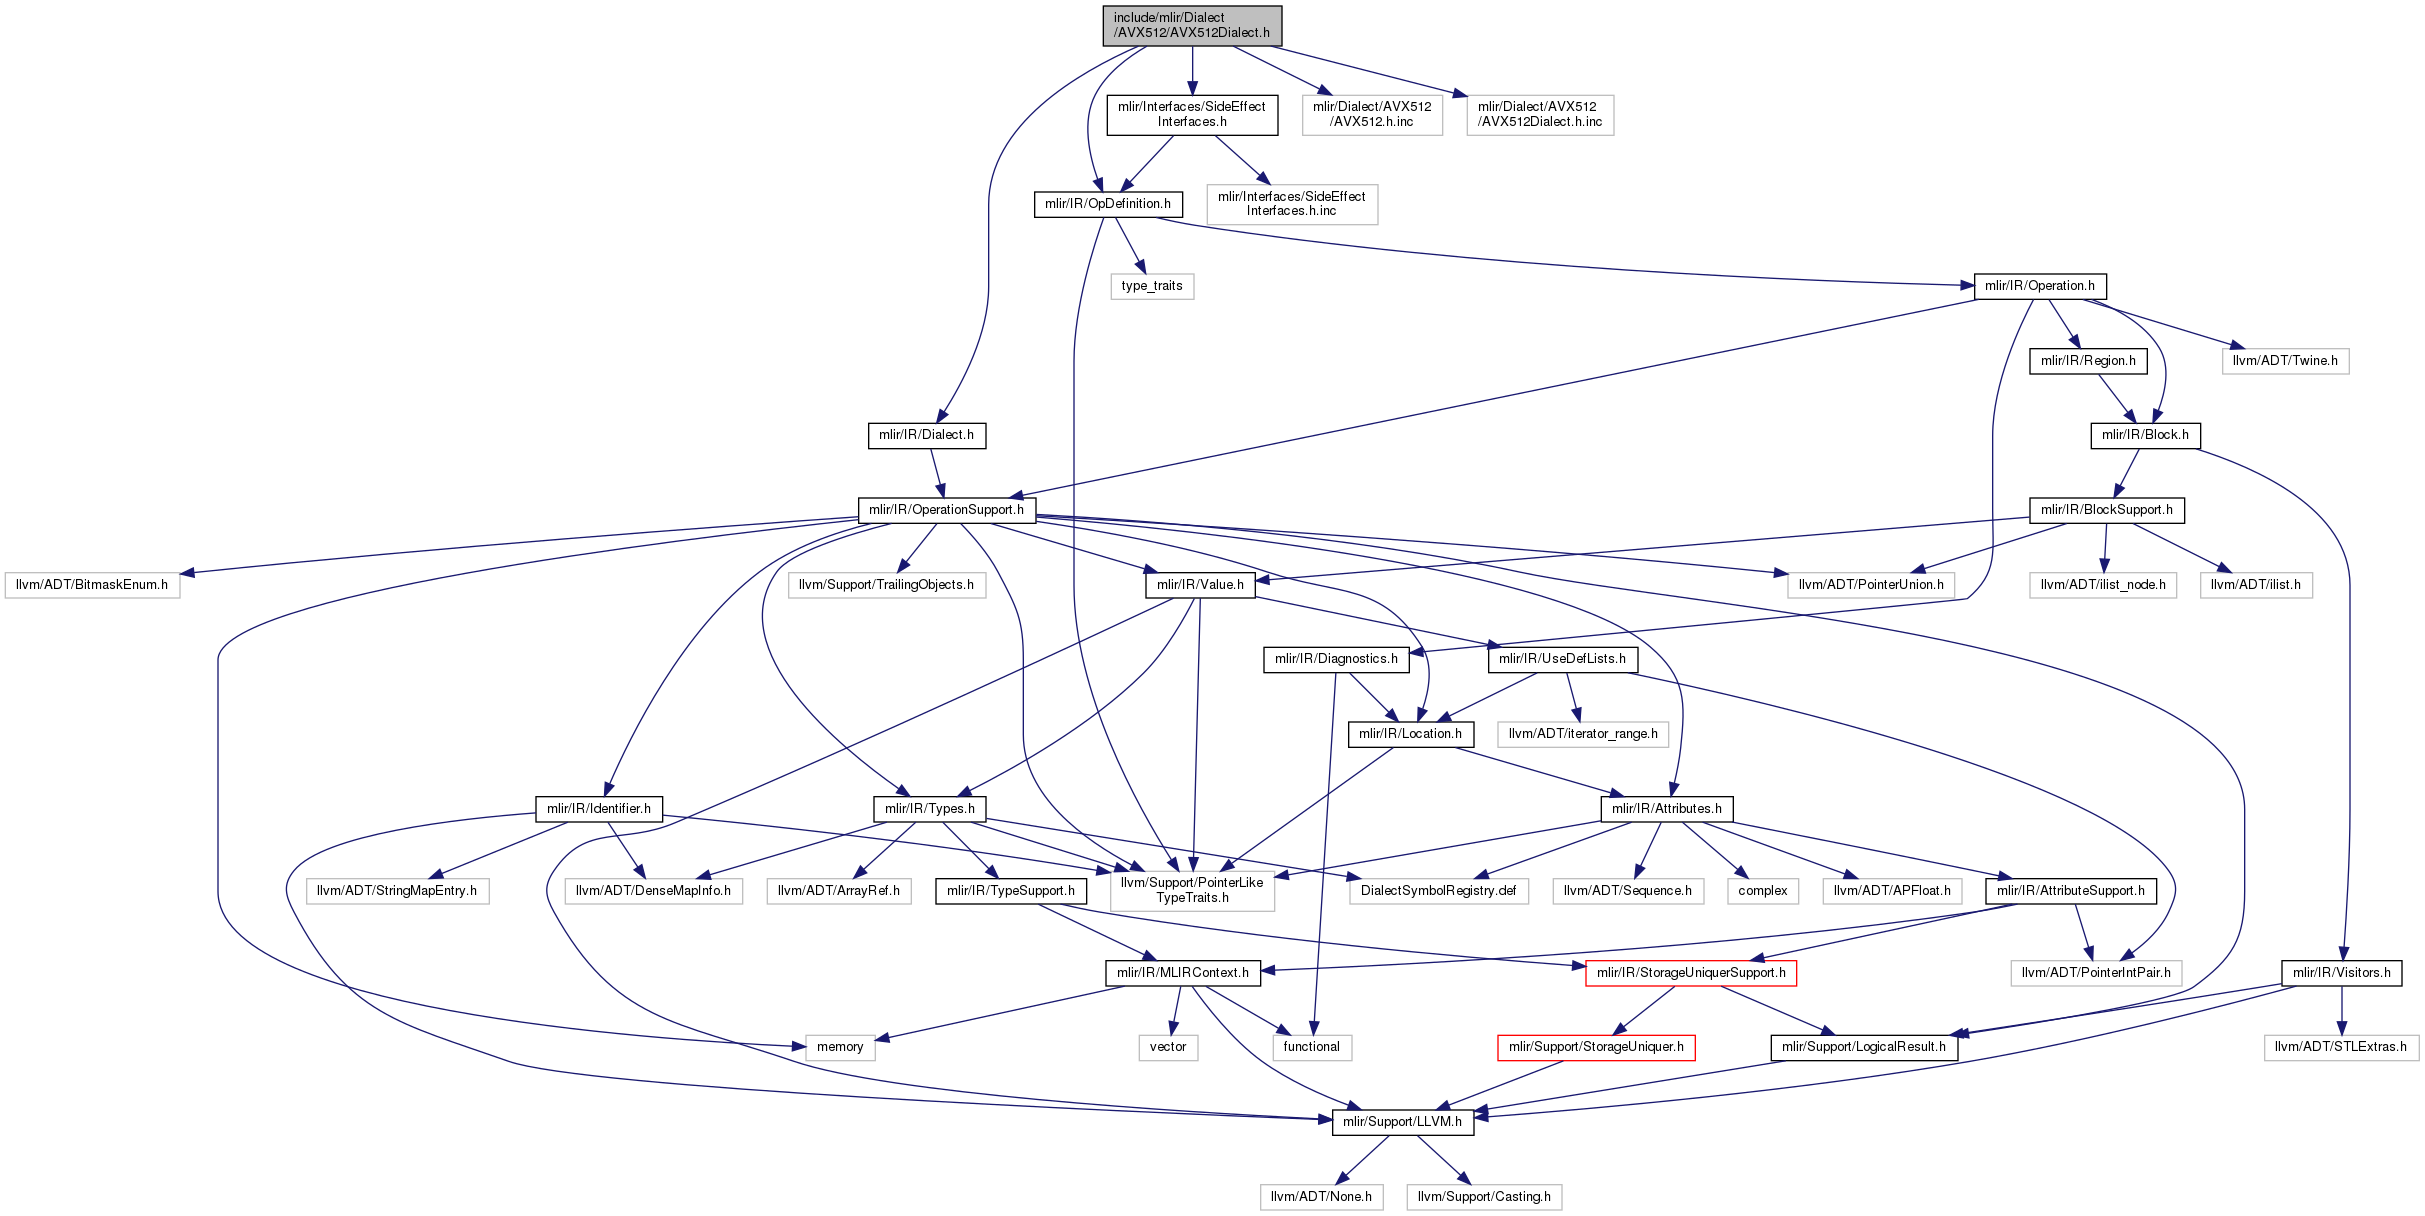 include/mlir/Dialect
/AVX512/AVX512Dialect.h
mlir/Interfaces/SideEffect
Interfaces.h
mlir/Dialect/AVX512
/AVX512.h.inc
mlir/Dialect/AVX512
/AVX512Dialect.h.inc
mlir/IR/OpDefinition.h
mlir/Interfaces/SideEffect
Interfaces.h.inc
type_traits
mlir/IR/Operation.h
mlir/IR/Region.h
llvm/ADT/Twine.h
mlir/IR/Dialect.h
mlir/IR/Block.h
mlir/IR/OperationSupport.h
mlir/IR/BlockSupport.h
llvm/ADT/BitmaskEnum.h
llvm/Support/TrailingObjects.h
mlir/IR/Value.h
llvm/ADT/PointerUnion.h
llvm/ADT/ilist_node.h
llvm/ADT/ilist.h
mlir/IR/Diagnostics.h
mlir/IR/UseDefLists.h
mlir/IR/Location.h
llvm/ADT/iterator_range.h
mlir/IR/Identifier.h
mlir/IR/Types.h
mlir/IR/Attributes.h
llvm/ADT/StringMapEntry.h
llvm/ADT/DenseMapInfo.h
llvm/ADT/ArrayRef.h
mlir/IR/TypeSupport.h
llvm/Support/PointerLike
TypeTraits.h
DialectSymbolRegistry.def
llvm/ADT/Sequence.h
complex
llvm/ADT/APFloat.h
mlir/IR/AttributeSupport.h
mlir/IR/MLIRContext.h
mlir/IR/StorageUniquerSupport.h
llvm/ADT/PointerIntPair.h
mlir/IR/Visitors.h
memory
vector
functional
mlir/Support/StorageUniquer.h
mlir/Support/LogicalResult.h
llvm/ADT/STLExtras.h
mlir/Support/LLVM.h
llvm/ADT/None.h
llvm/Support/Casting.h